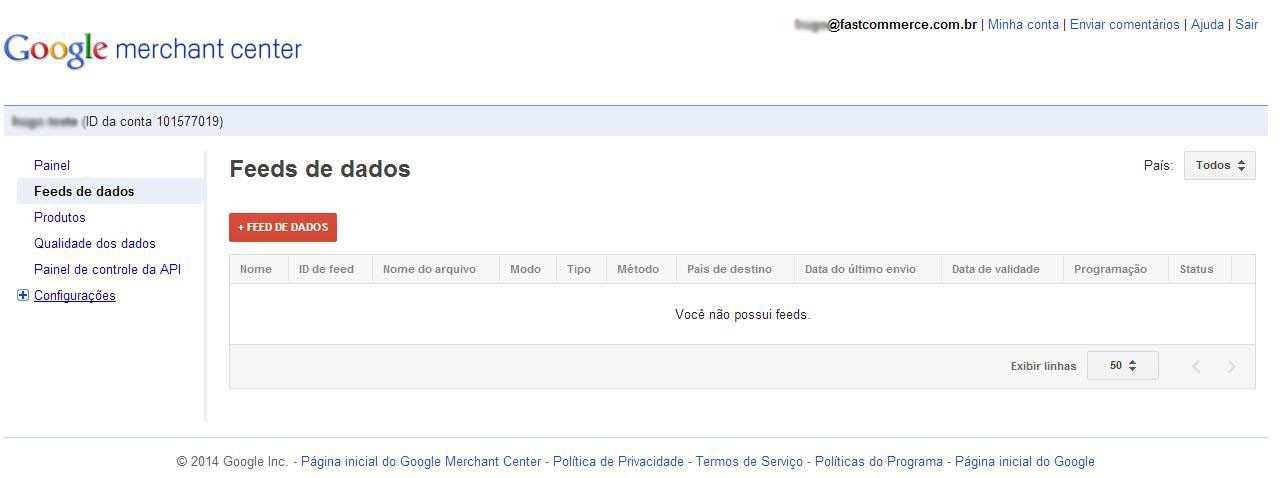 @fastcommerce.com.br | Minha conta | Enviar comentários | Ajuda | Sair
Google merchant center
(ID da conta 101577019)
Painel
Feeds de dados
Produtos
Qualidade dos dados
Painel de controle da API
Configurações
Feeds de dados
País: Todos
+ FEED DE DADOS
Nome ID de feed Nome do arquivo Modo Tipo Método País de destino Data do último envio Data de validade Programação Status
Você não possui feeds.
Exibir linhas 50
© 2014 Google Inc. - Página inicial do Google Merchant Center - Política de Privacidade - Termos de Serviço - Políticas do Programa - Página inicial do Google